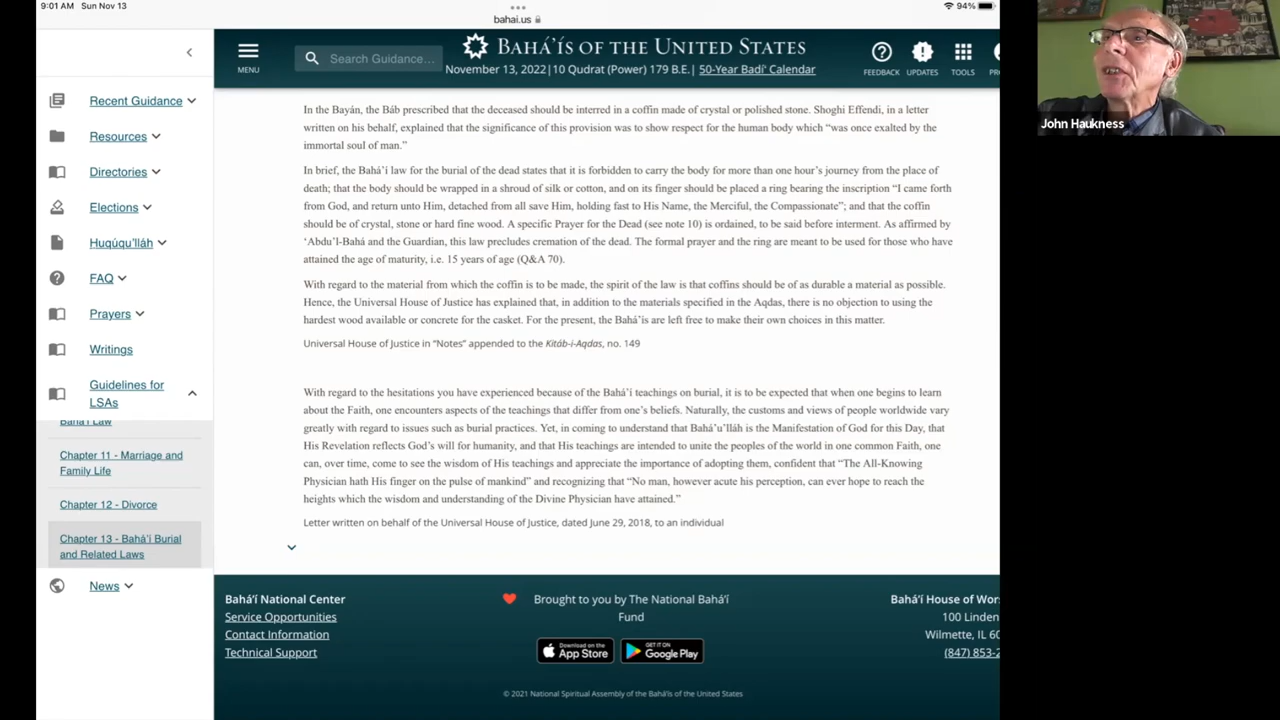 9:01 AM Sun Nov 13
94%
bahai.us
MENU
Search Guidance...
BAHÁ'ÍS OF THE UNITED STATES
November 13, 2022 | 10 Qudrat (Power) 179 B.E. | 50-Year Badí' Calendar
FEEDBACK
UPDATES
TOOLS
Recent Guidance
Resources
Directories
Elections
Huqúqu'lláh
FAQ
Prayers
Writings
Guidelines for
LSAs
Bahá'í Law
Chapter 11 - Marriage and
Family Life
Chapter 12 - Divorce
Chapter 13 - Bahá'í Burial
and Related Laws
News
In the Bayán, the Báb prescribed that the deceased should be interred in a coffin made of crystal or polished stone. Shoghi Effendi, in a letter
written on his behalf, explained that the significance of this provision was to show respect for the human body which "was once exalted by the
immortal soul of man."
In brief, the Bahá'í law for the burial of the dead states that it is forbidden to carry the body for more than one hour's journey from the place of
death; that the body should be wrapped in a shroud of silk or cotton, and on its finger should be placed a ring bearing the inscription "I came forth
from God, and return unto Him, detached from all save Him, holding fast to His Name, the Merciful, the Compassionate"; and that the coffin
should be of crystal, stone or hard fine wood. A specific Prayer for the Dead (see note 10) is ordained, to be said before interment. As affirmed by
'Abdu'l-Bahá and the Guardian, this law precludes cremation of the dead. The formal prayer and the ring are meant to be used for those who have
attained the age of maturity, i.e. 15 years of age (Q&A 70).
With regard to the material from which the coffin is to be made, the spirit of the law is that coffins should be of as durable a material as possible.
Hence, the Universal House of Justice has explained that, in addition to the materials specified in the Aqdas, there is no objection to using the
hardest wood available or concrete for the casket. For the present, the Bahá'ís are left free to make their own choices in this matter.
Universal House of Justice in "Notes" appended to the Kitáb-i-Aqdas, no. 149
With regard to the hesitations you have experienced because of the Bahá'í teachings on burial, it is to be expected that when one begins to learn
about the Faith, one encounters aspects of the teachings that differ from one's beliefs. Naturally, the customs and views of people worldwide vary
greatly with regard to issues such as burial practices. Yet, in coming to understand that Bahá'u'lláh is the Manifestation of God for this Day, that
His Revelation reflects God's will for humanity, and that His teachings are intended to unite the peoples of the world in one common Faith, one
can, over time, come to see the wisdom of His teachings and appreciate the importance of adopting them, confident that "The All-Knowing
Physician hath His finger on the pulse of mankind" and recognizing that "No man, however acute his perception, can ever hope to reach the
heights which the wisdom and understanding of the Divine Physician have attained."
Letter written on behalf of the Universal House of Justice, dated June 29, 2018, to an individual
Bahá'í National Center
Service Opportunities
Contact Information
Technical Support
Brought to you by The National Bahá'í
Fund
Download on the
App Store
GET IT ON
Google Play
Bahá'í House of Wor
100 Linden
Wilmette, IL 60
(847) 853-2
© 2021 National Spiritual Assembly of the Bahá'ís of the United States
John Haukness